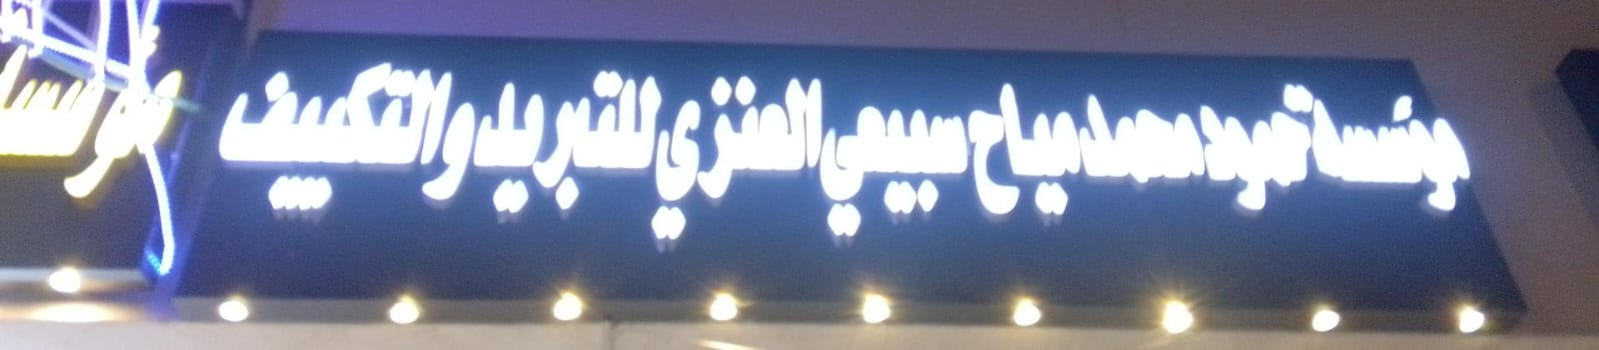 مؤسسة حمود محمد مياح سبيعي العنزي للتبريد والتكييف